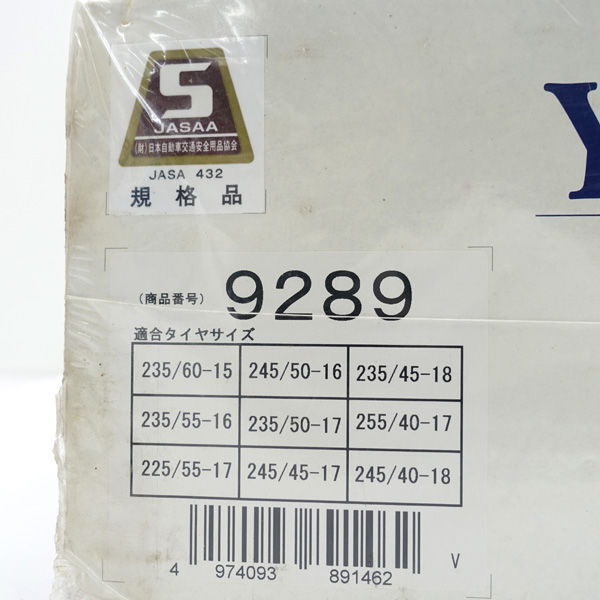 S
JASAA
(財)日本自動車交通安全用品協会
JASA 432
規格品
Y
(商品番号) 9289
適合タイヤサイズ
235/60-15 245/50-16 235/45-18
235/55-16 235/50-17 255/40-17
225/55-17 245/45-17 245/40-18
4 974093 891462 V